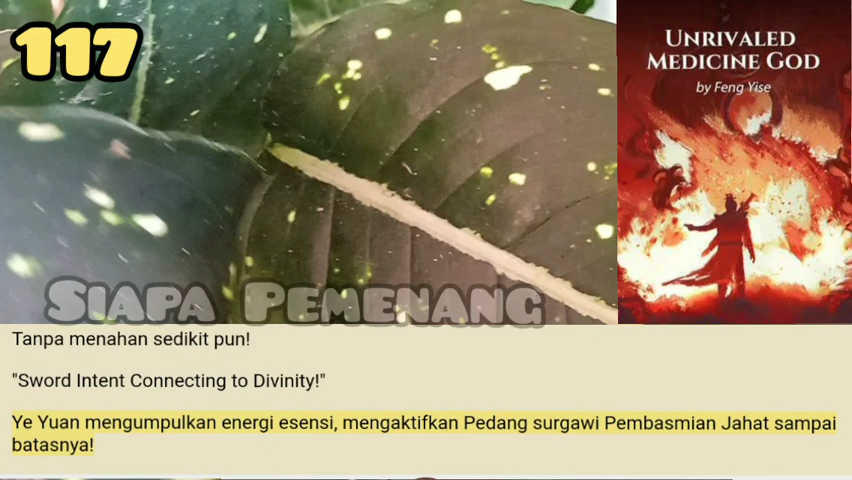 117
UNRIVALED
MEDICINE GOD
by Feng Yise
SIAPA PEMENANG
Tanpa menahan sedikit pun!
"Sword Intent Connecting to Divinity!"
Ye Yuan mengumpulkan energi esensi, mengaktifkan Pedang surgawi Pembasmian Jahat sampai
batasnya!